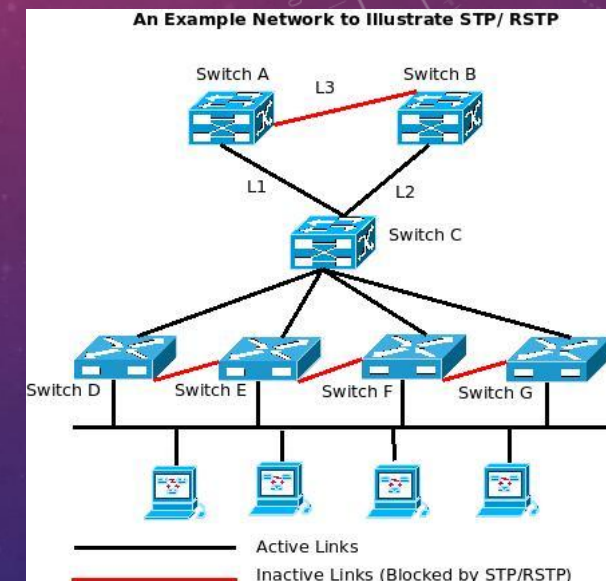 An Example Network to Illustrate STP/ RSTP
Switch A
L3
Switch B
L1
L2
Switch C
Switch D
Switch E
Switch F
Switch G
Active Links
Inactive Links (Blocked by STP/RSTP)